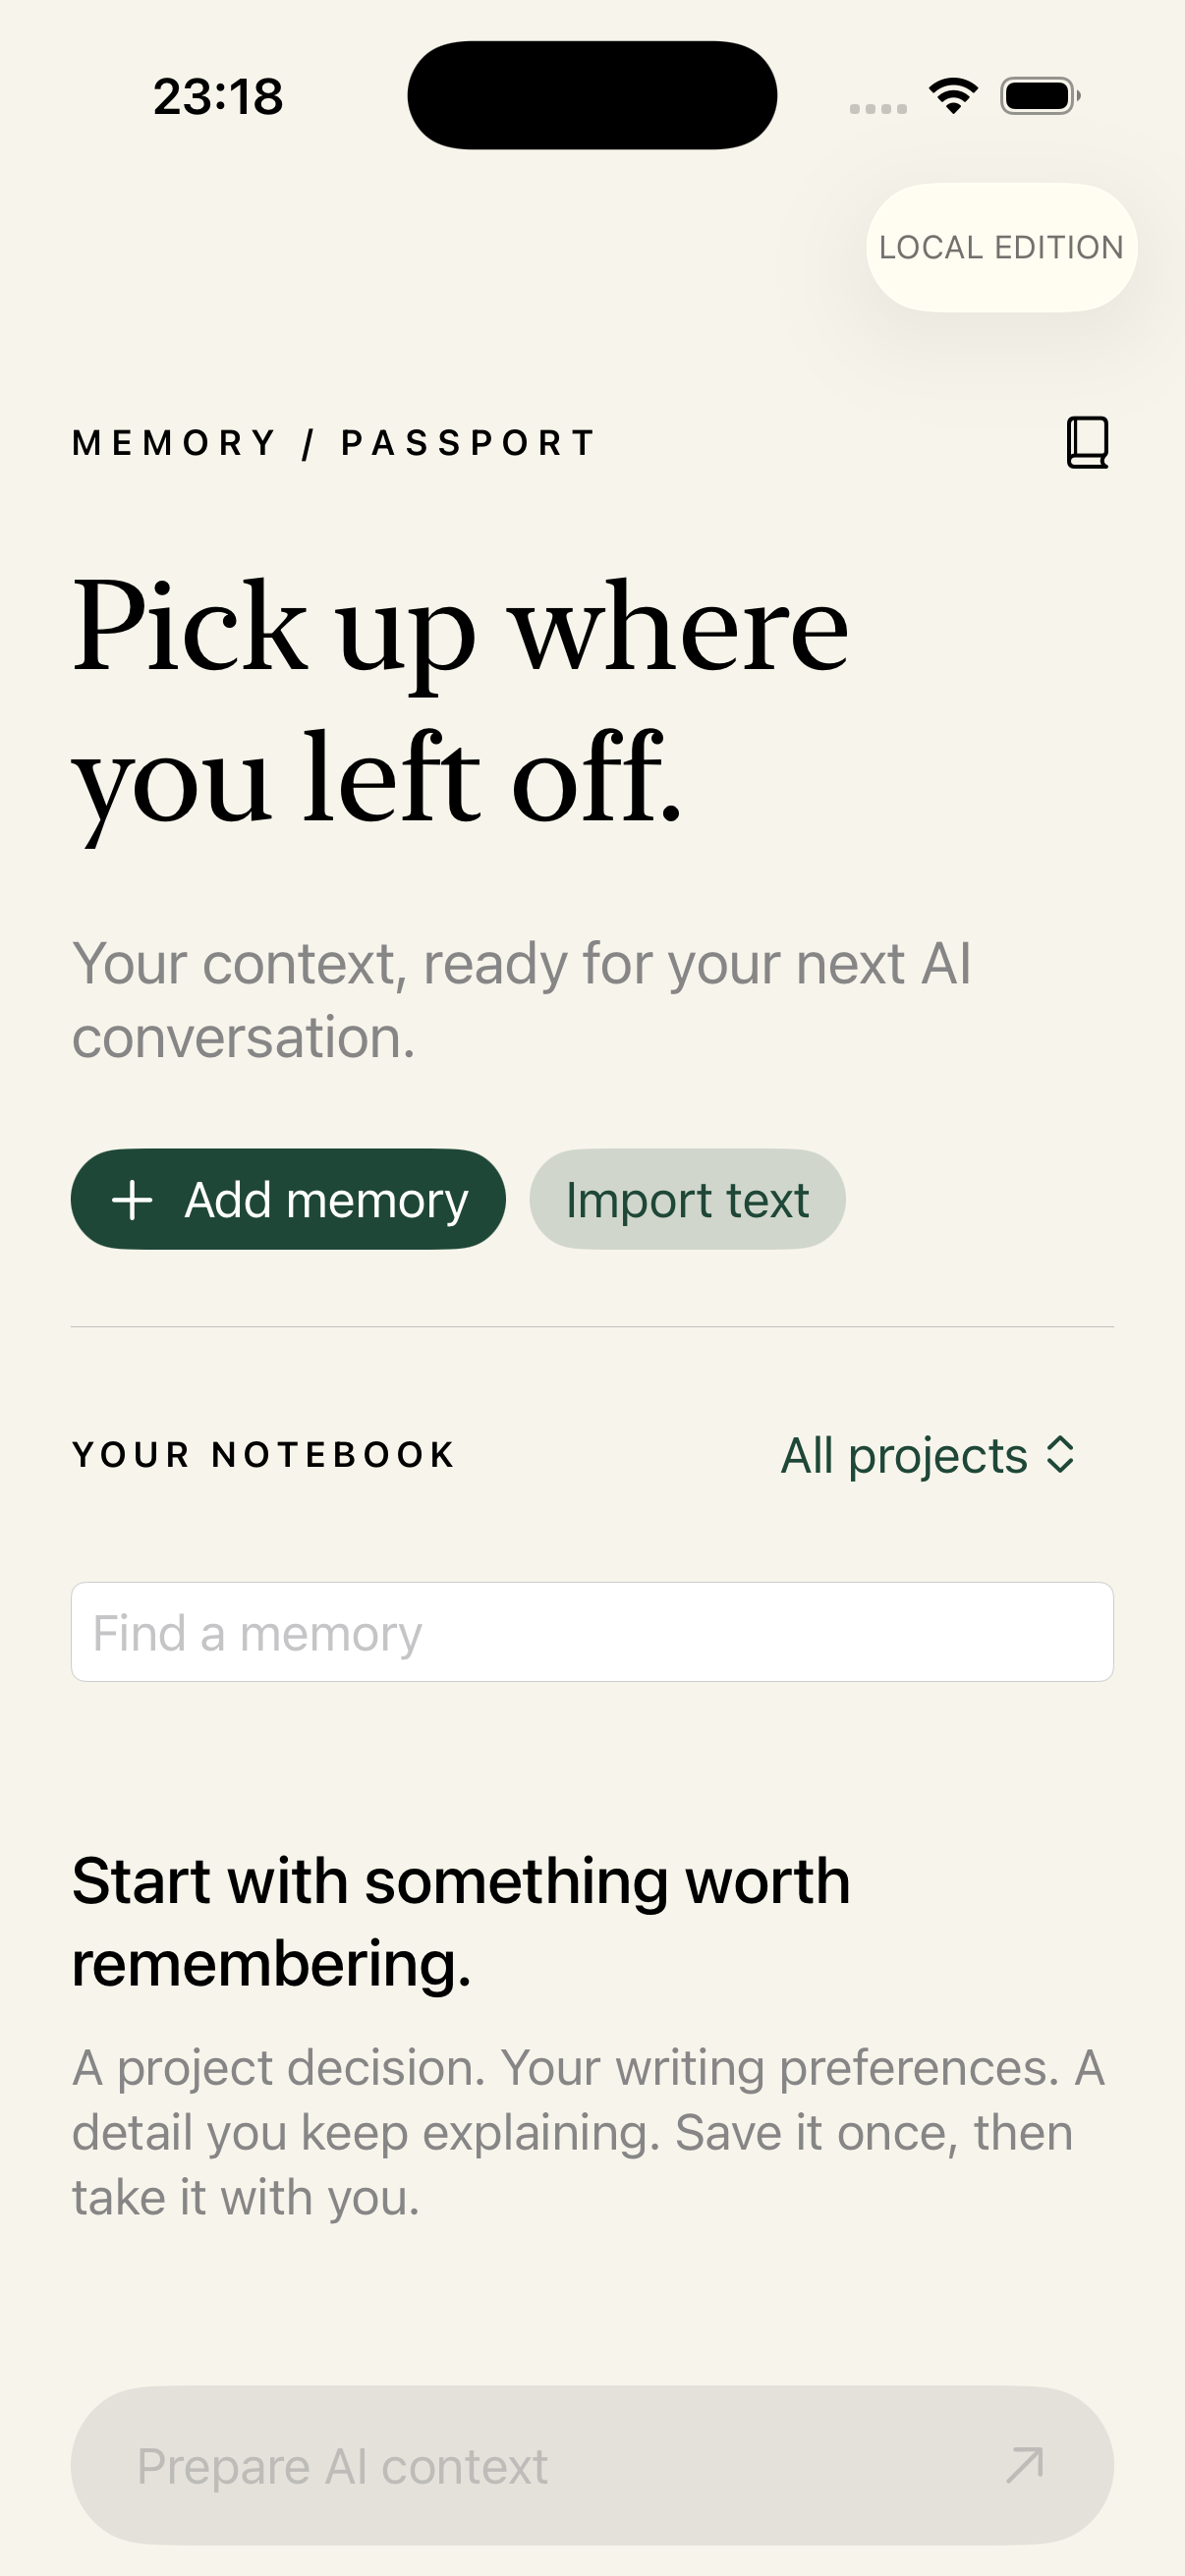 23:18
LOCAL EDITION
MEMORY / PASSPORT
Pick up where
you left off.
Your context, ready for your next AI
conversation.
+ Add memory
Import text
YOUR NOTEBOOK
All projects
Find a memory
Start with something worth
remembering.
A project decision. Your writing preferences. A
detail you keep explaining. Save it once, then
take it with you.
Prepare AI context